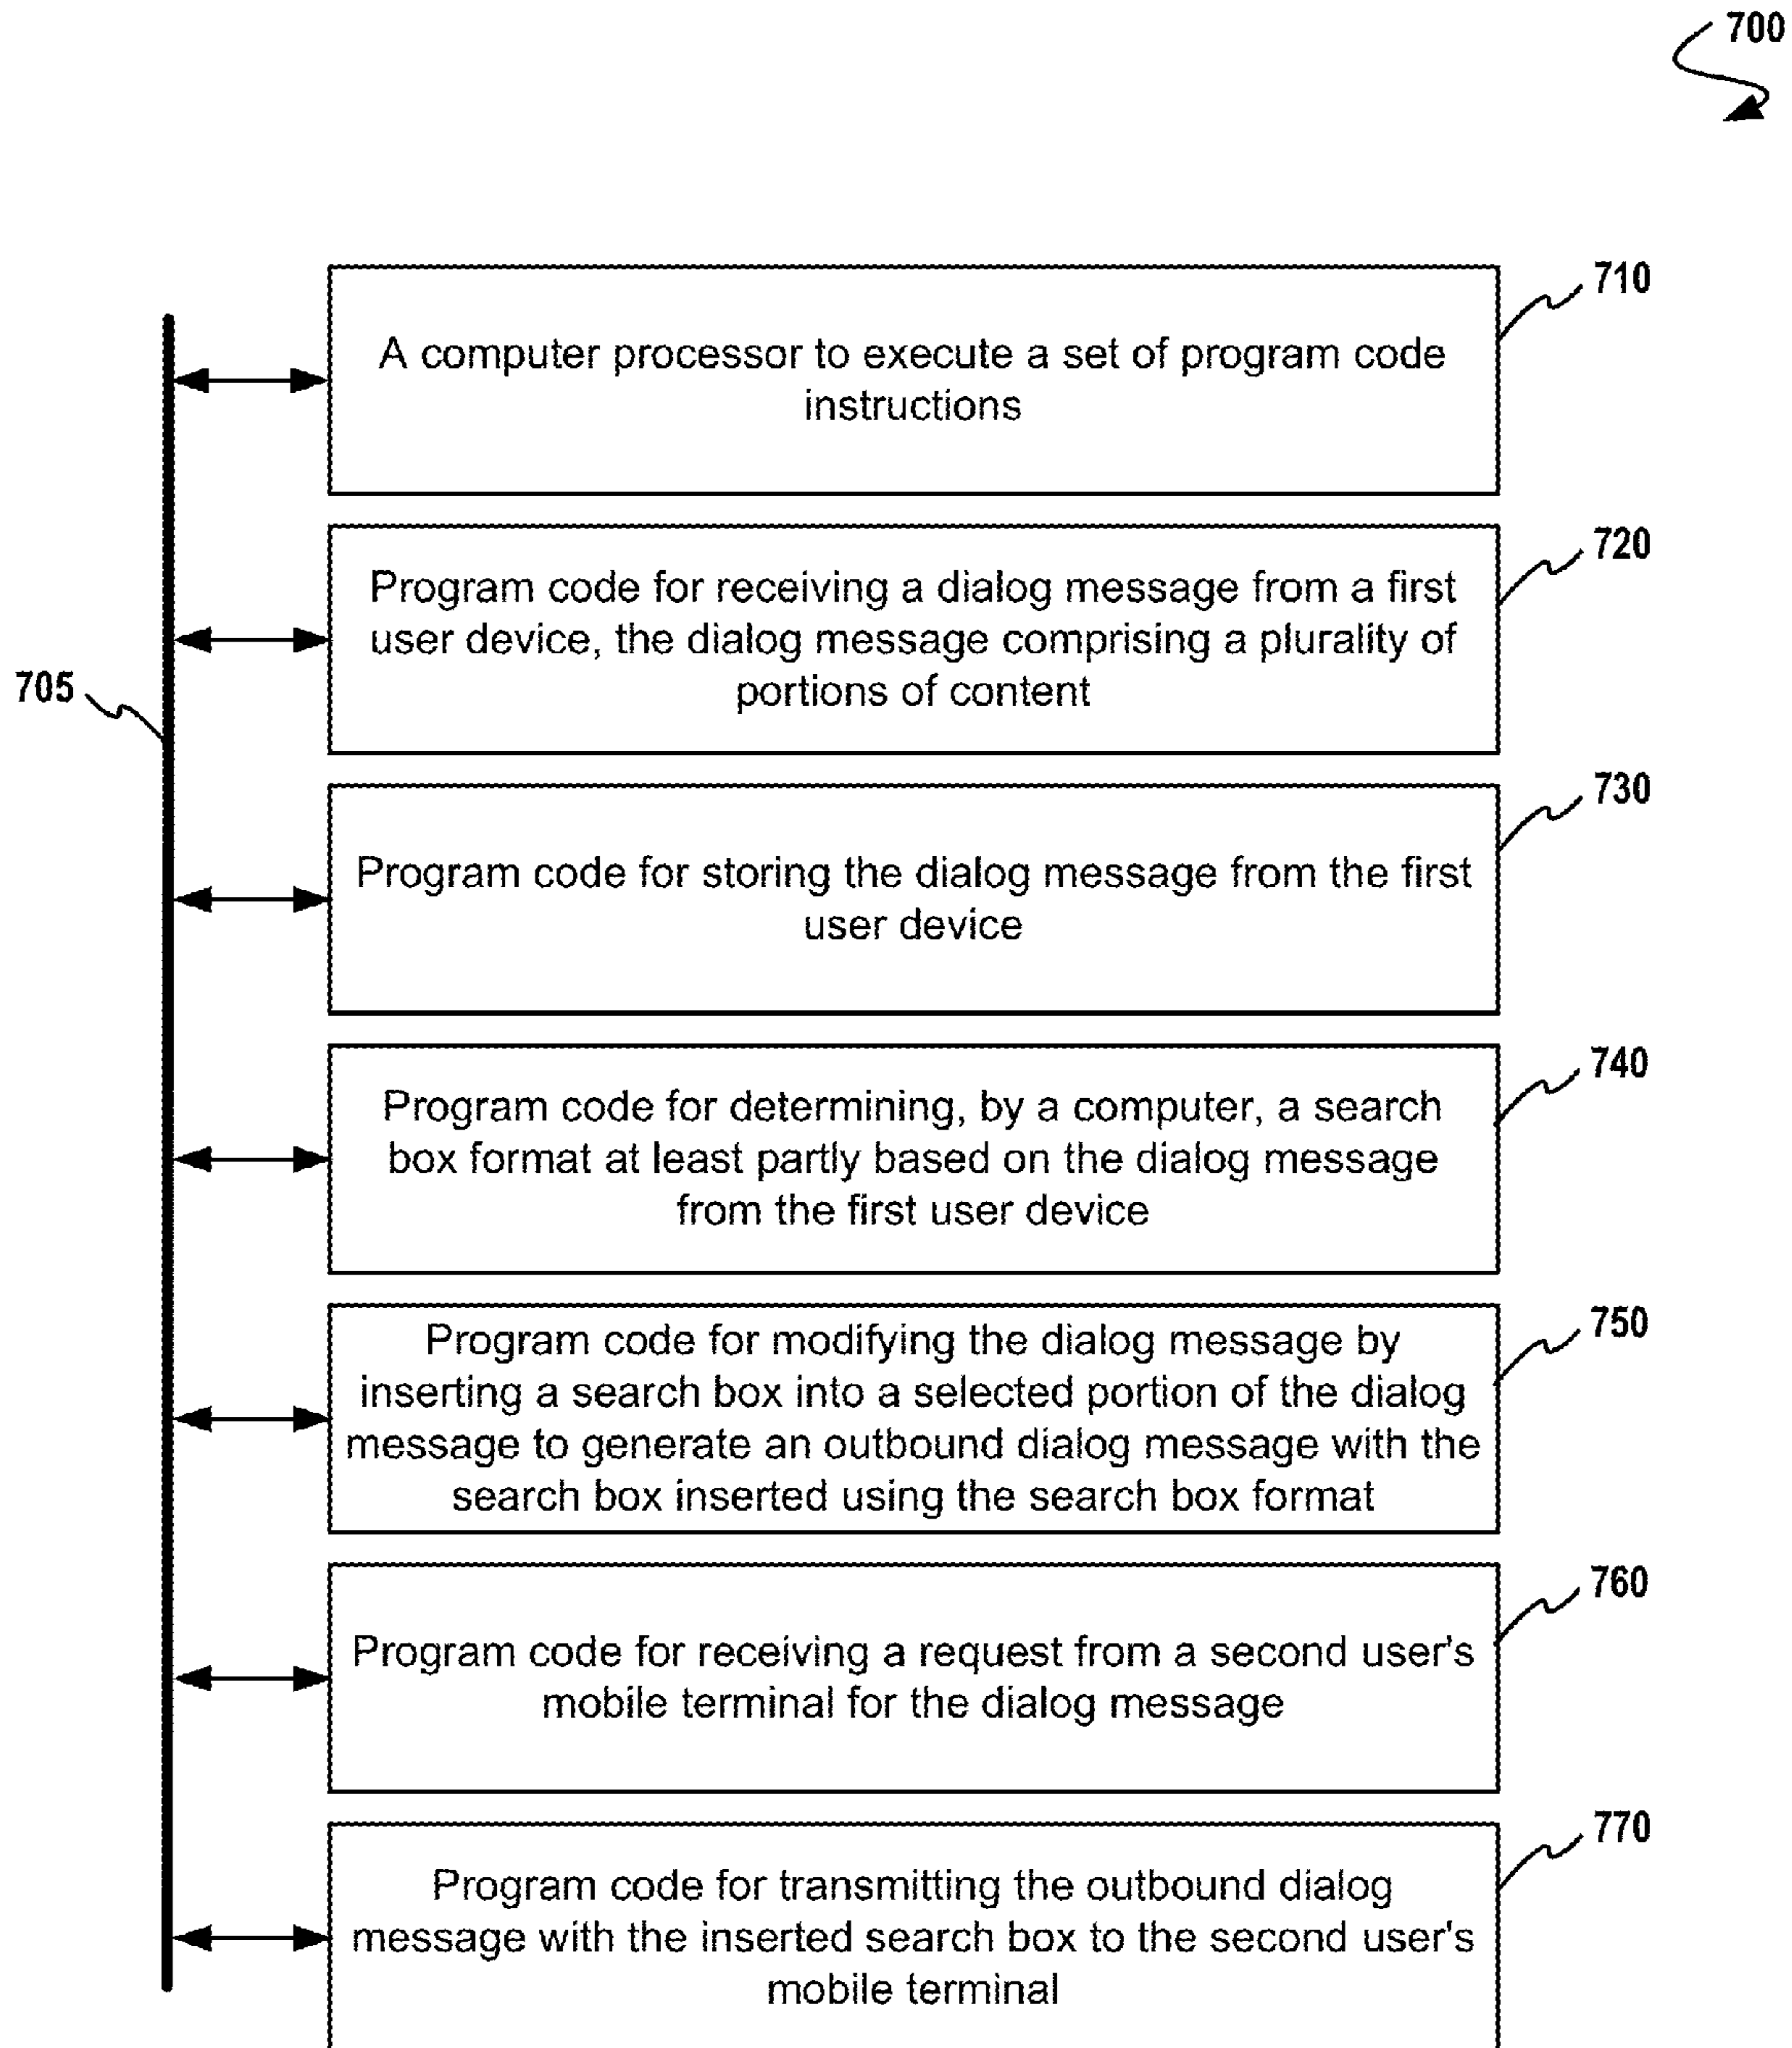 700
710
A computer processor to execute a set of program code
instructions
720
Program code for receiving a dialog message from a first
user device, the dialog message comprising a plurality of
portions of content
705
730
Program code for storing the dialog message from the first
user device
740
Program code for determining, by a computer, a search
box format at least partly based on the dialog message
from the first user device
750
Program code for modifying the dialog message by
inserting a search box into a selected portion of the dialog
message to generate an outbound dialog message with the
search box inserted using the search box format
760
Program code for receiving a request from a second user's
mobile terminal for the dialog message
770
Program code for transmitting the outbound dialog
message with the inserted search box to the second user's
mobile terminal